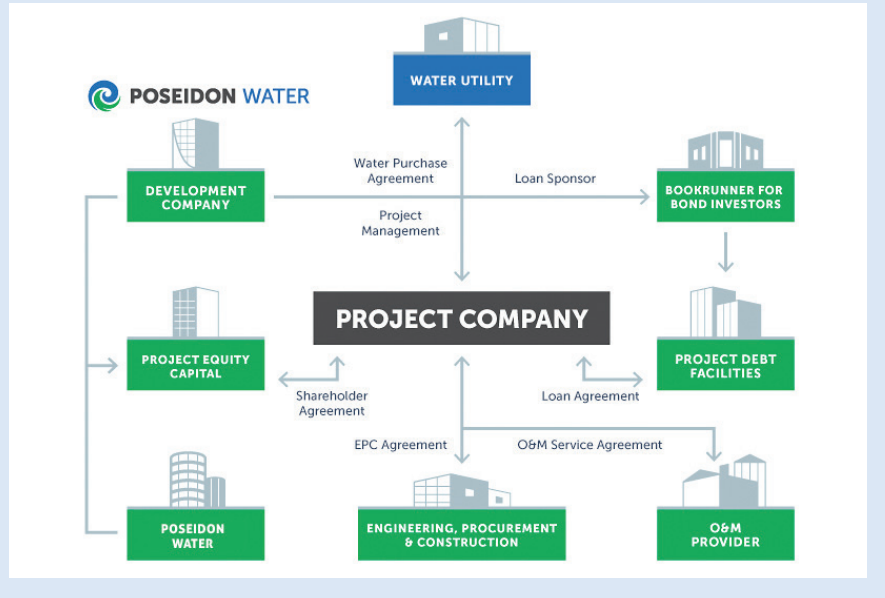 WATER UTILITY
POSEIDON WATER
DEVELOPMENT
COMPANY
Water Purchase
Agreement
Loan Sponsor
BOOKRUNNER FOR
BOND INVESTORS
Project
Management
PROJECT COMPANY
PROJECT EQUITY
CAPITAL
PROJECT DEBT
FACILITIES
Shareholder
Agreement
Loan Agreement
EPC Agreement
O&M Service Agreement
POSEIDON
WATER
ENGINEERING, PROCUREMENT
& CONSTRUCTION
O&M
PROVIDER